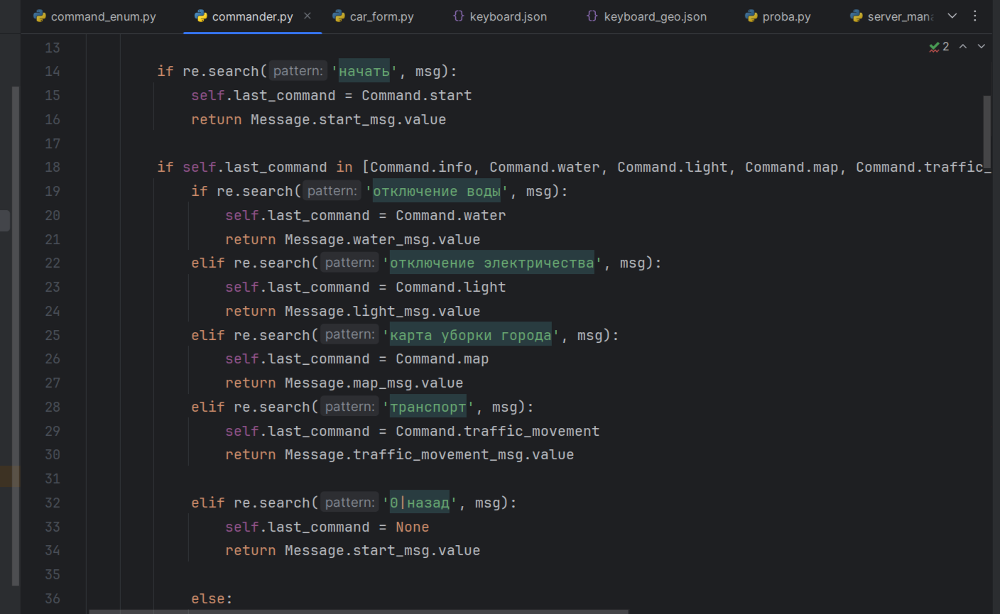 command_enum.py commander.py car_form.py {} keyboard.json {} keyboard_geo.json proba.py server_mana
13 2
14 if re.search( pattern: 'начать', msg):
15 self.last_command = Command.start
16 return Message.start_msg.value
17
18 if self.last_command in [Command.info, Command.water, Command.light, Command.map, Command.traffic_
19 if re.search( pattern: 'отключение воды', msg):
20 self.last_command = Command.water
21 return Message.water_msg.value
22 elif re.search( pattern: 'отключение электричества', msg):
23 self.last_command = Command.light
24 return Message.light_msg.value
25 elif re.search( pattern: 'карта уборки города', msg):
26 self.last_command = Command.map
27 return Message.map_msg.value
28 elif re.search( pattern: 'транспорт', msg):
29 self.last_command = Command.traffic_movement
30 return Message.traffic_movement_msg.value
31
32 elif re.search( pattern: '0|назад', msg):
33 self.last_command = None
34 return Message.start_msg.value
35
36 else: